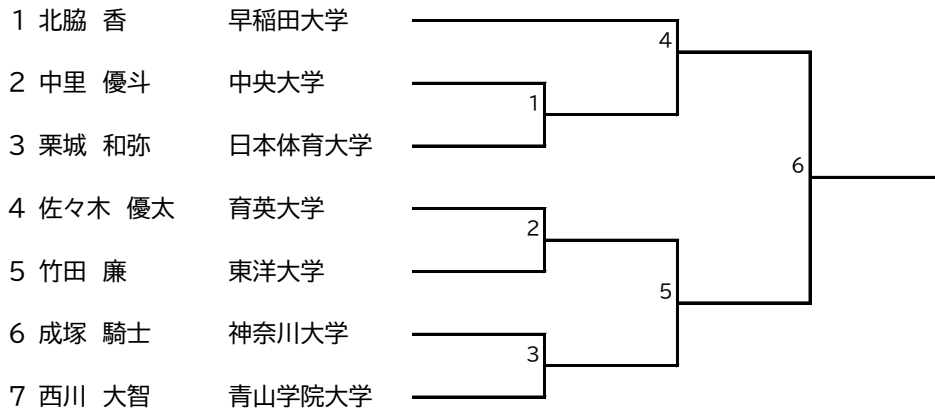 1 北脇 香 早稲田大学
4
2 中里 優斗 中央大学
1
3 栗城 和弥 日本体育大学
6
4 佐々木 優太 育英大学
2
5 竹田 廉 東洋大学
5
6 成塚 騎士 神奈川大学
3
7 西川 大智 青山学院大学